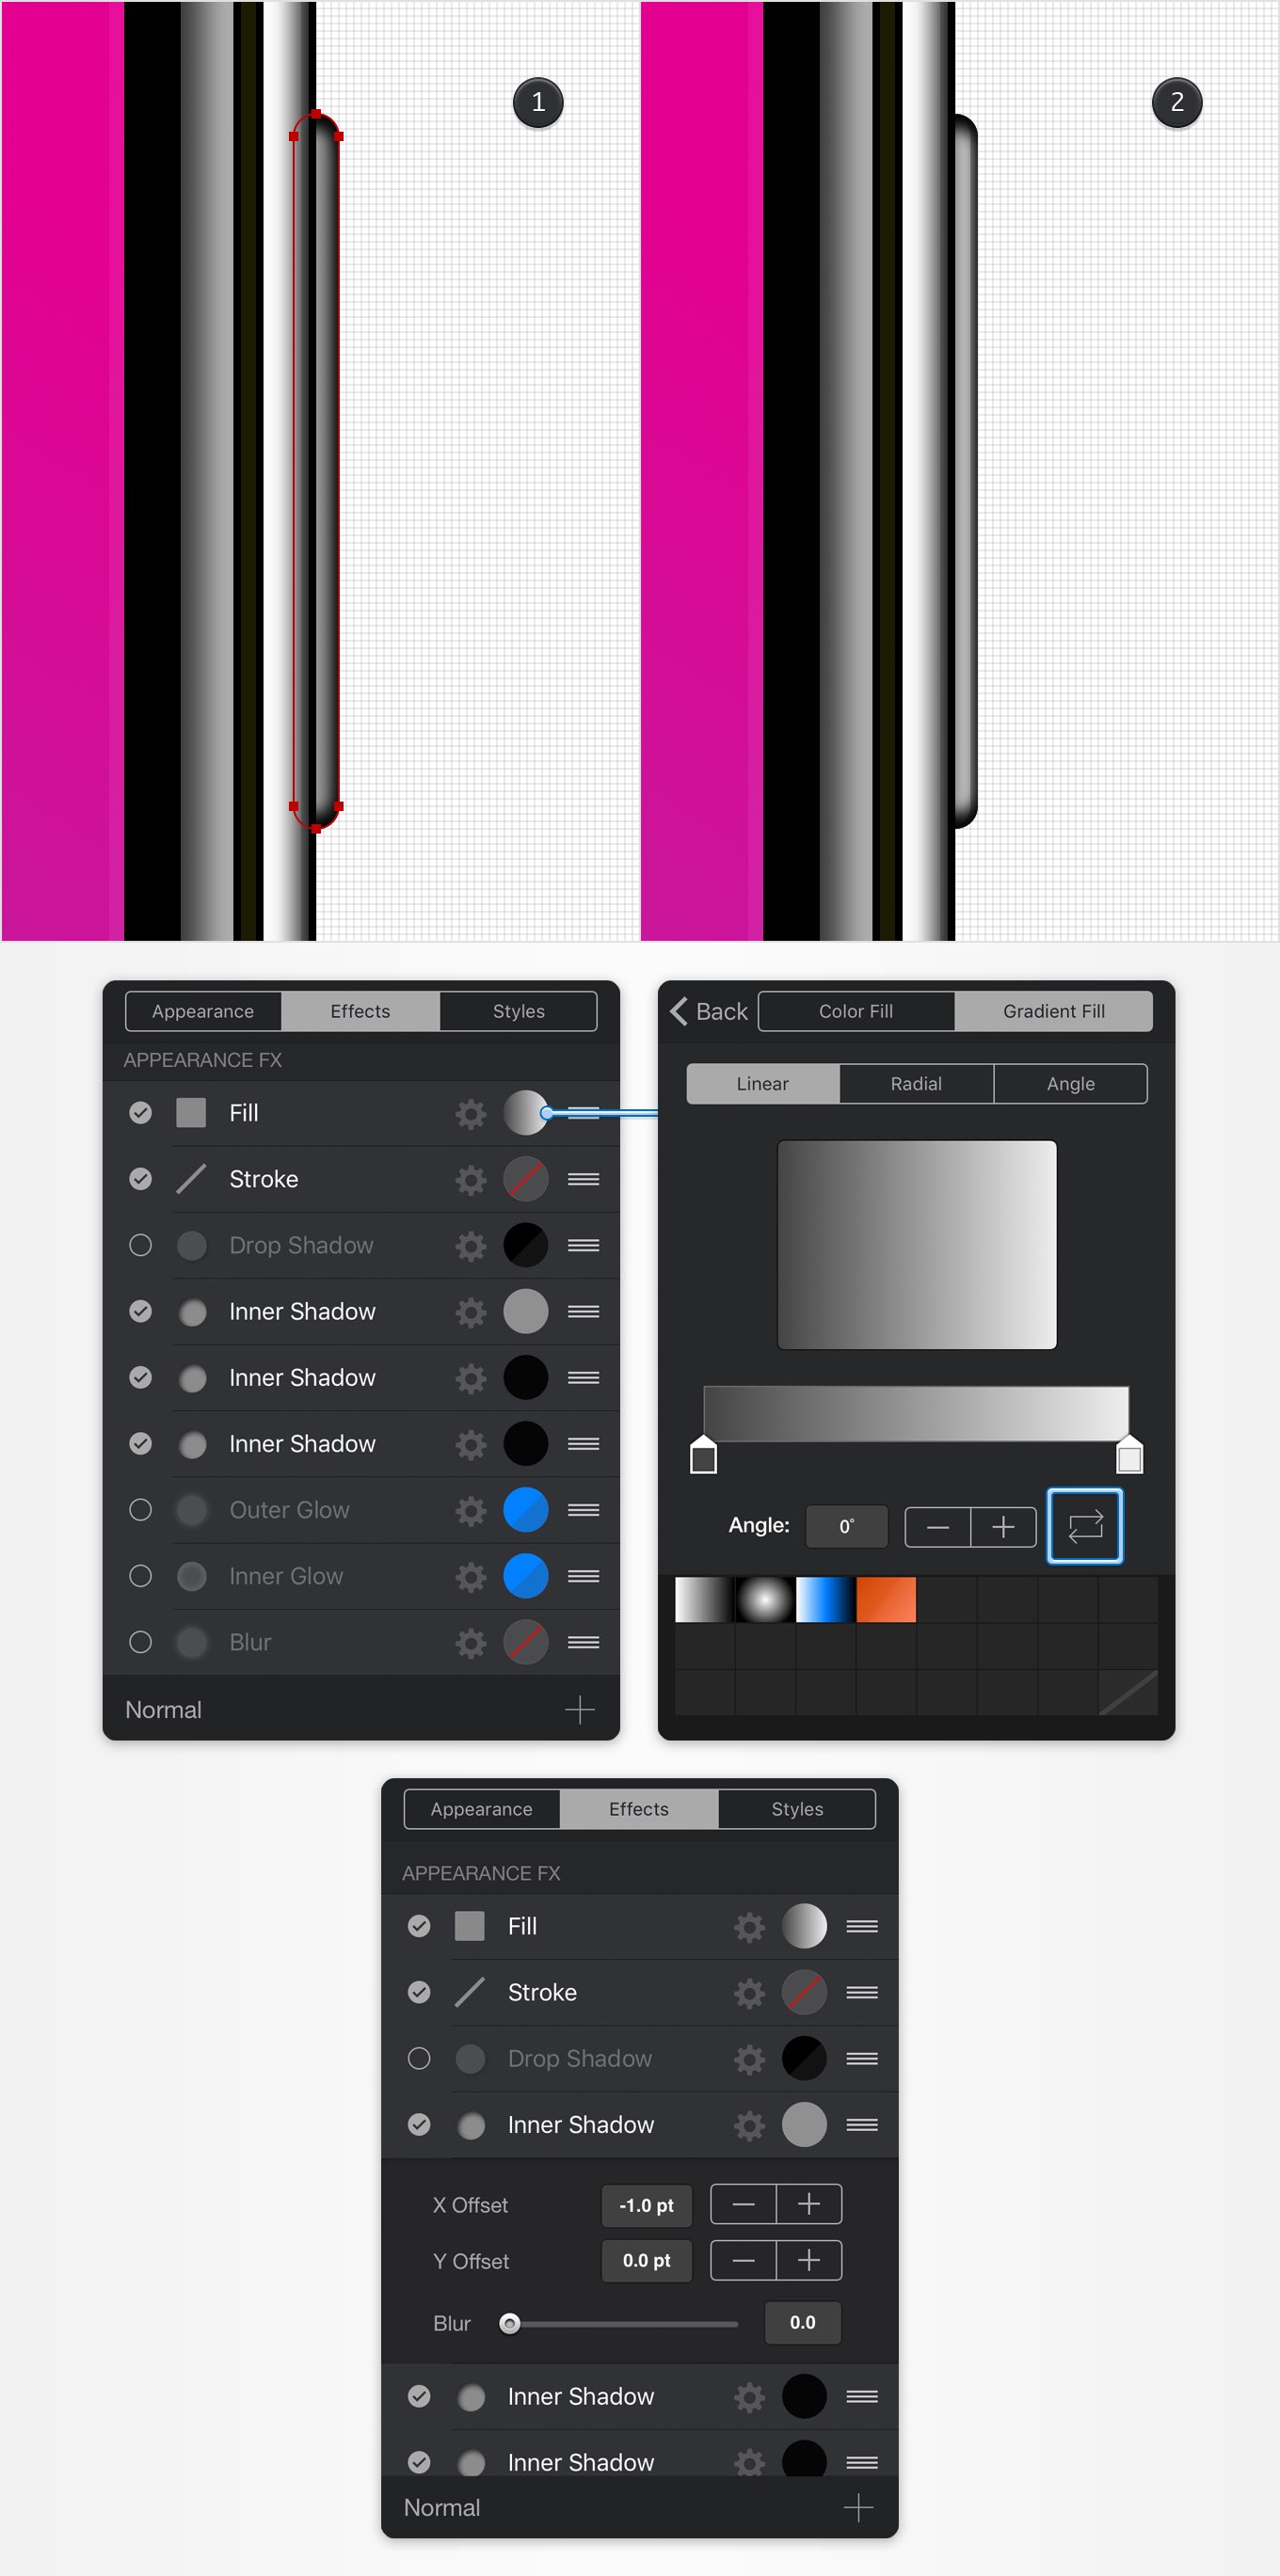 1
2
Appearance Effects Styles
APPEARANCE FX
Fill
Stroke
Drop Shadow
Inner Shadow
Inner Shadow
Inner Shadow
Outer Glow
Inner Glow
Blur
Normal
Back Color Fill Gradient Fill
Linear Radial Angle
Angle: 0°
Appearance Effects Styles
APPEARANCE FX
Fill
Stroke
Drop Shadow
Inner Shadow
X Offset -1.0 pt
Y Offset 0.0 pt
Blur 0.0
Inner Shadow
Inner Shadow
Normal